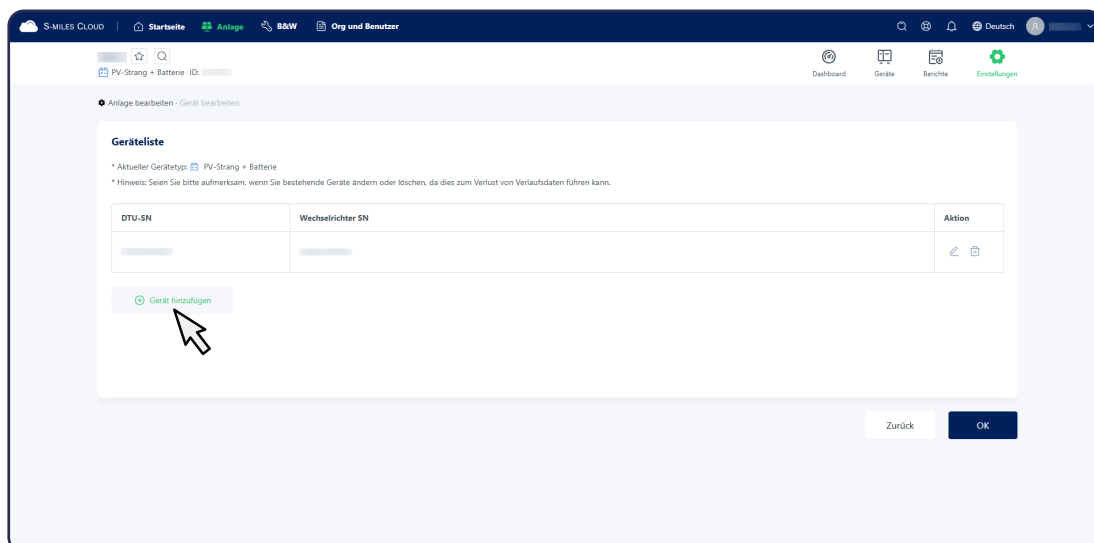 S-MILES CLOUD Startseite Anlage B&W Org und Benutzer Deutsch
PV-Strang + Batterie ID:
Dashboard Geräte Berichte Einstellungen
Anlage bearbeiten · Gerät bearbeiten
Geräteliste
* Aktueller Gerätetyp: PV-Strang + Batterie
* Hinweis: Seien Sie bitte aufmerksam, wenn Sie bestehende Geräte ändern oder löschen, da dies zum Verlust von Verlaufsdaten führen kann.
DTU-SN Wechselrichter SN Aktion
Gerät hinzufügen
Zurück OK